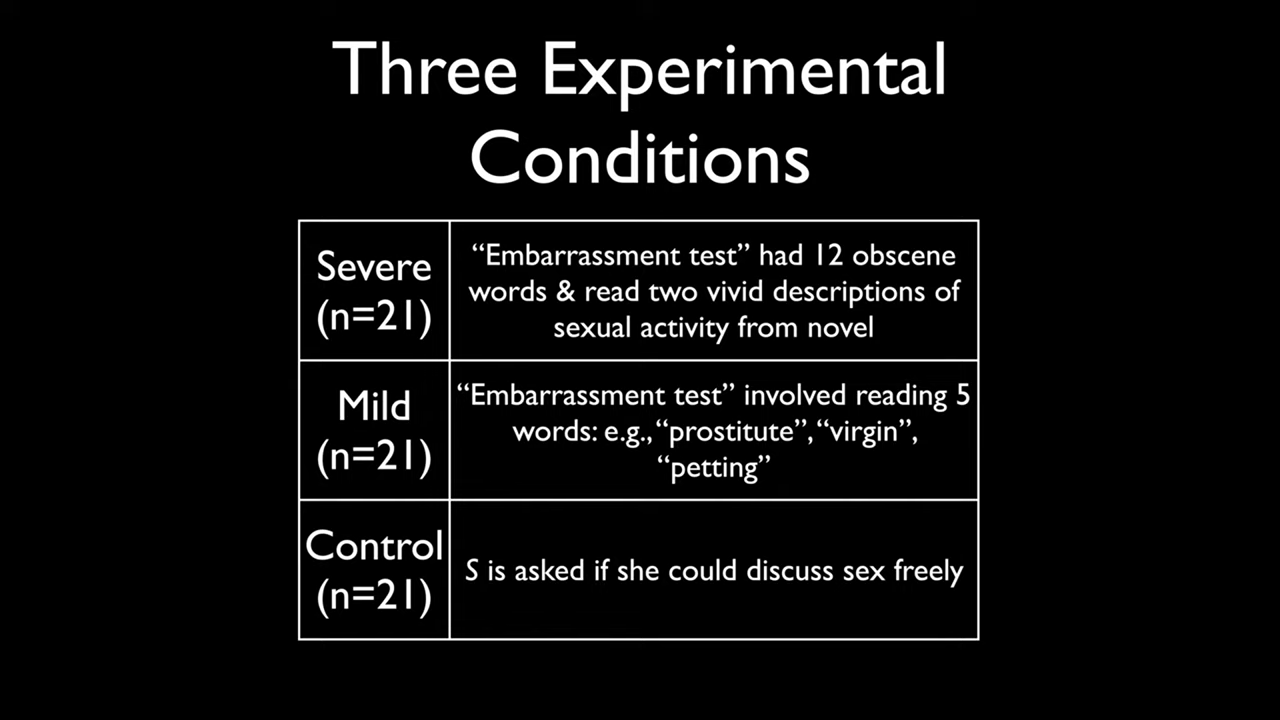 Three Experimental
Conditions
Severe
(n=21)
“Embarrassment test” had 12 obscene
words & read two vivid descriptions of
sexual activity from novel
Mild
(n=21)
“Embarrassment test” involved reading 5
words: e.g., “prostitute”, “virgin”,
“petting”
Control
(n=21)
S is asked if she could discuss sex freely